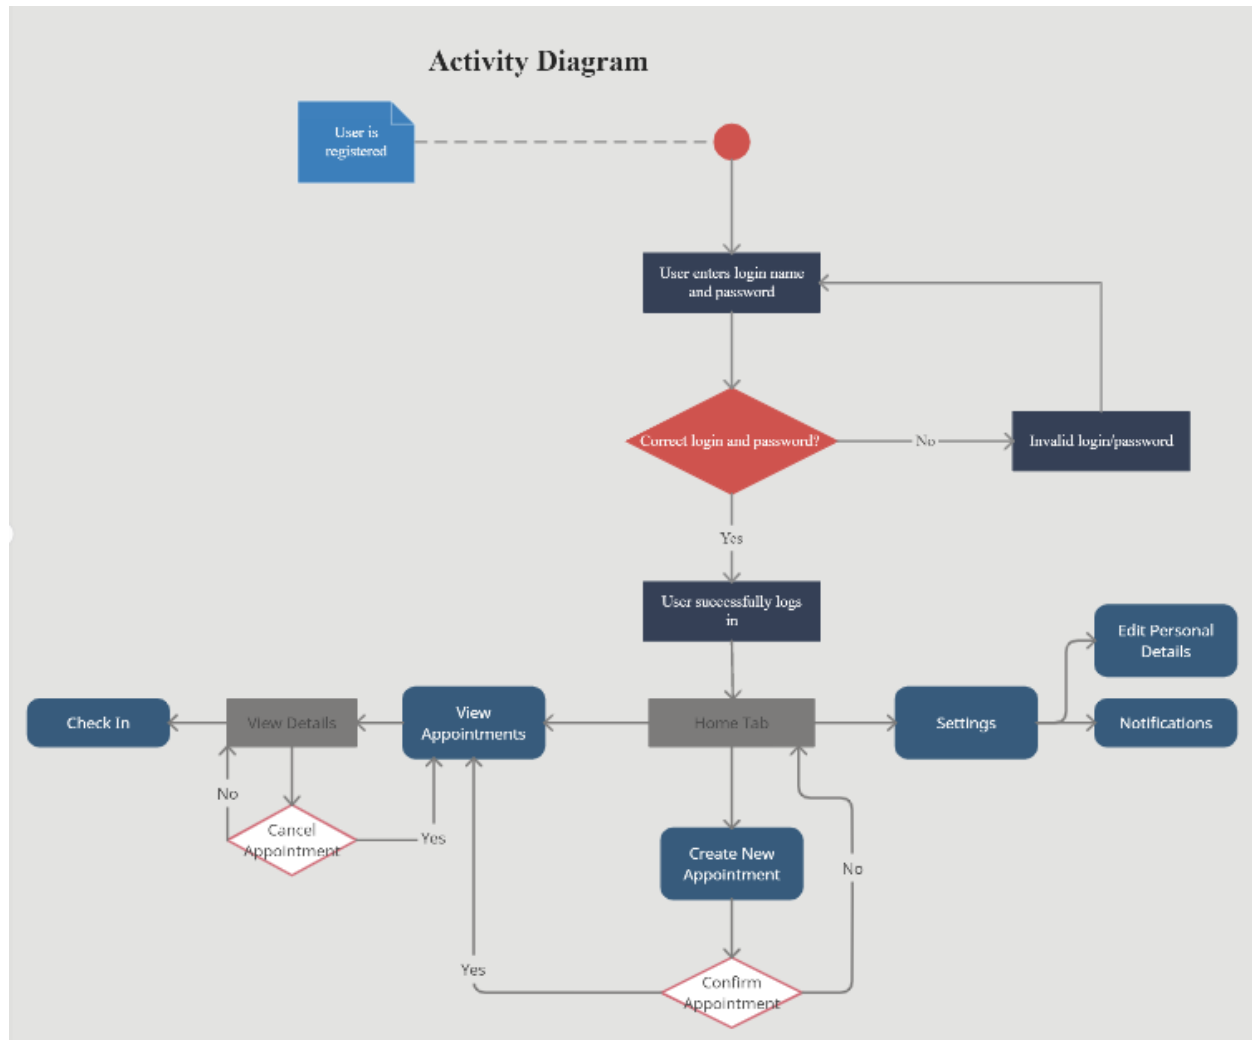 Activity Diagram
User is
registered
User enters login name
and password
Correct login and password?
No
Invalid login/password
Yes
User successfully logs
in
Edit Personal
Details
Check In
View Details
View
Appointments
Home Tab
Settings
Notifications
No
Cancel
Appointment
Yes
Create New
Appointment
No
Yes
Confirm
Appointment